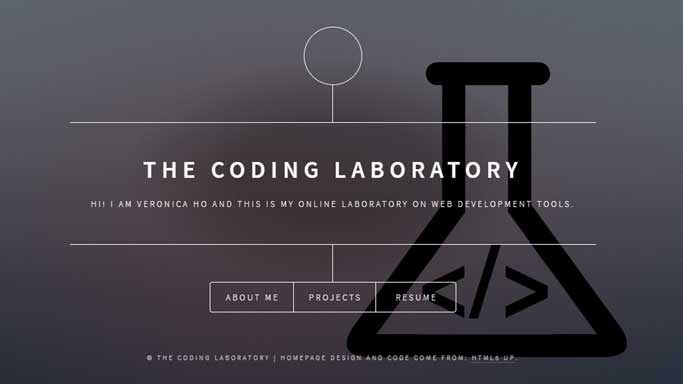 THE CODING LABORATORY
HI! I AM VERONICA HO AND THIS IS MY ONLINE LABORATORY ON WEB DEVELOPMENT TOOLS.
</>
ABOUT ME PROJECTS RESUME
© THE CODING LABORATORY | HOMEPAGE DESIGN AND CODE COME FROM: HTML5 UP.